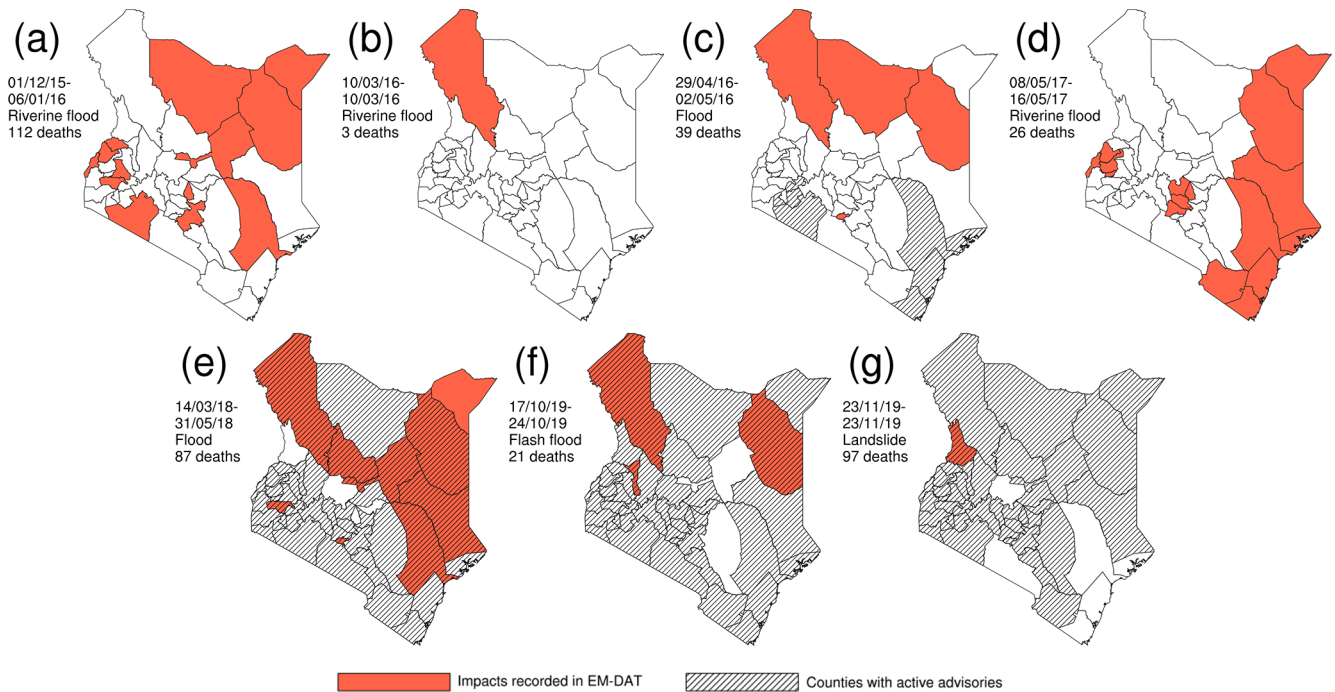 (a)
01/12/15-
06/01/16
Riverine flood
112 deaths
(b)
10/03/16-
10/03/16
Riverine flood
3 deaths
(c)
29/04/16-
02/05/16
Flood
39 deaths
(d)
08/05/17-
16/05/17
Riverine flood
26 deaths
(e)
14/03/18-
31/05/18
Flood
87 deaths
(f)
17/10/19-
24/10/19
Flash flood
21 deaths
(g)
23/11/19-
23/11/19
Landslide
97 deaths
Impacts recorded in EM-DAT
Counties with active advisories